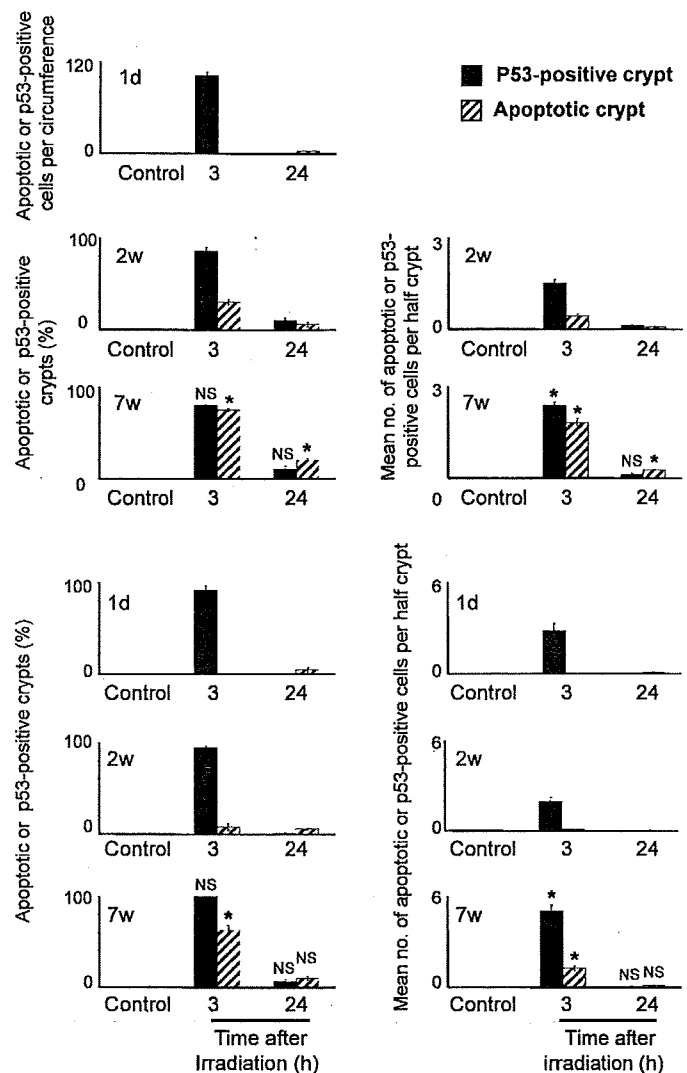 Apoptotic or p53-positive
cells per circumference
120
0
1d
Control 3 24
P53-positive crypt
Apoptotic crypt
Apoptotic or p53-positive
crypts (%)
100
0
2w
Control 3 24
100
0
7w
NS *
NS *
Control 3 24
Mean no. of apoptotic or p53-
positive cells per half crypt
3
0
2w
Control 3 24
3
0
7w
* *
NS *
Control 3 24
Apoptotic or p53-positive crypts (%)
100
0
1d
Control 3 24
100
0
2w
Control 3 24
100
0
7w
NS *
NS NS
Control 3 24
Time after
Irradiation (h)
Mean no. of apoptotic or p53-positive cells per half crypt
6
0
1d
Control 3 24
6
0
2w
Control 3 24
6
0
7w
* *
NS NS
Control 3 24
Time after
irradiation (h)